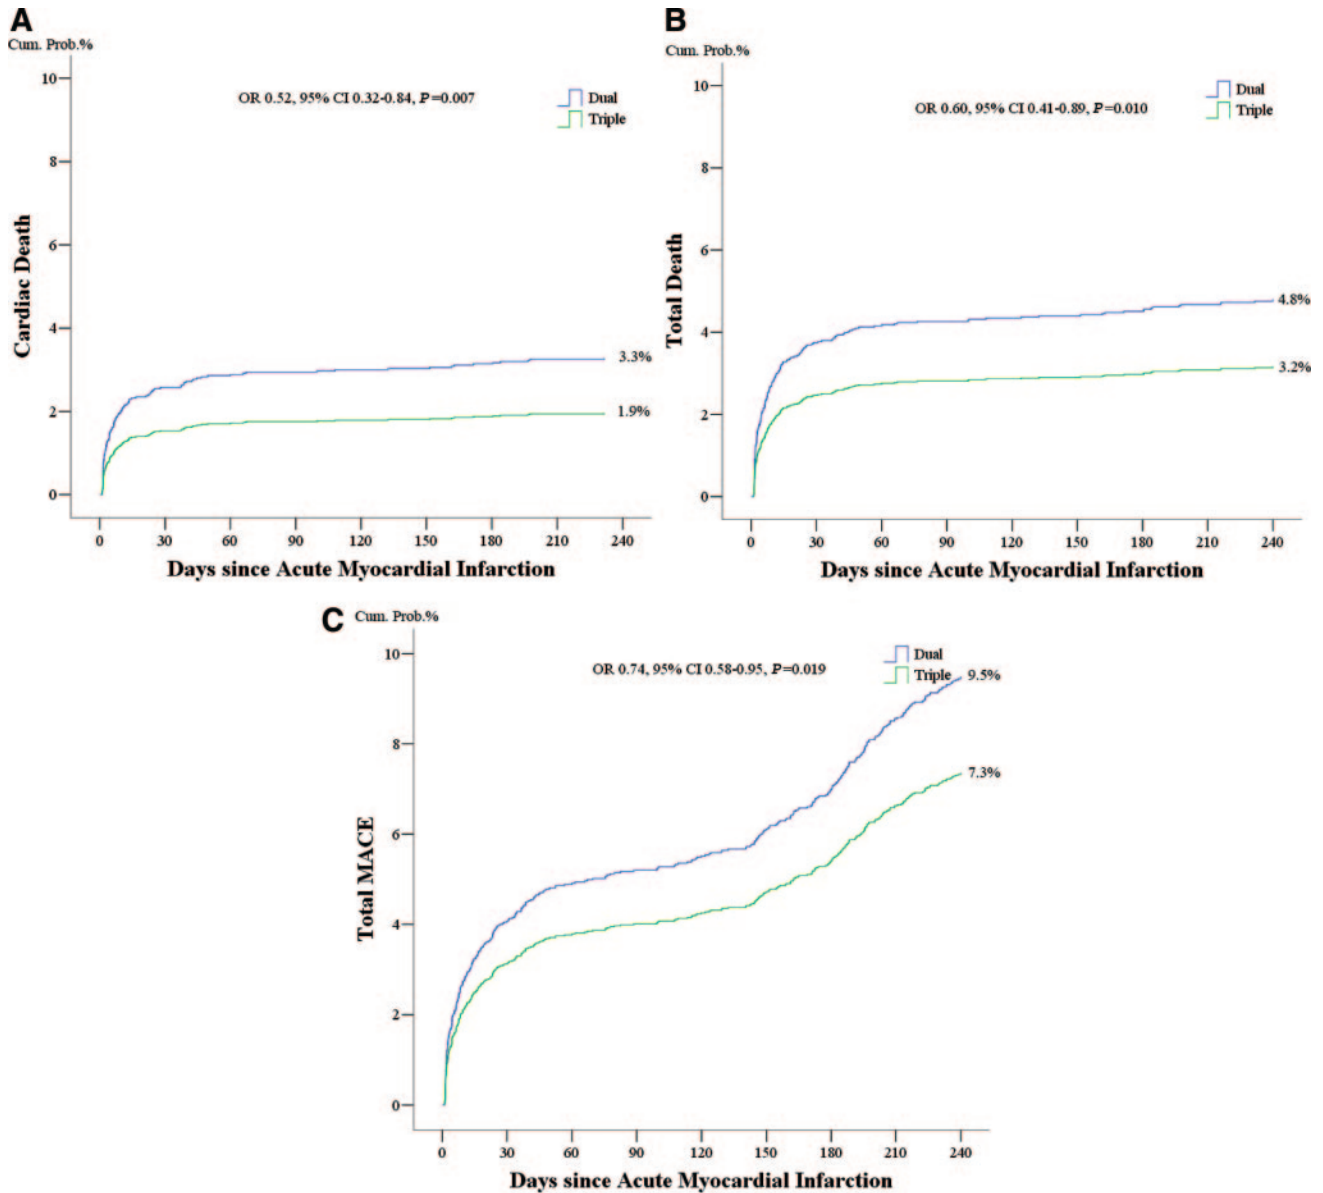 A
Cum. Prob.%
OR 0.52, 95% CI 0.32-0.84, P=0.007
Dual
Triple
10
8
6
4
2
0
Cardiac Death
3.3%
1.9%
0 30 60 90 120 150 180 210 240
Days since Acute Myocardial Infarction
B
Cum. Prob.%
OR 0.60, 95% CI 0.41-0.89, P=0.010
Dual
Triple
10
8
6
4
2
0
Total Death
4.8%
3.2%
0 30 60 90 120 150 180 210 240
Days since Acute Myocardial Infarction
C
Cum. Prob.%
OR 0.74, 95% CI 0.58-0.95, P=0.019
Dual
Triple
10
8
6
4
2
0
Total MACE
9.5%
7.3%
0 30 60 90 120 150 180 210 240
Days since Acute Myocardial Infarction